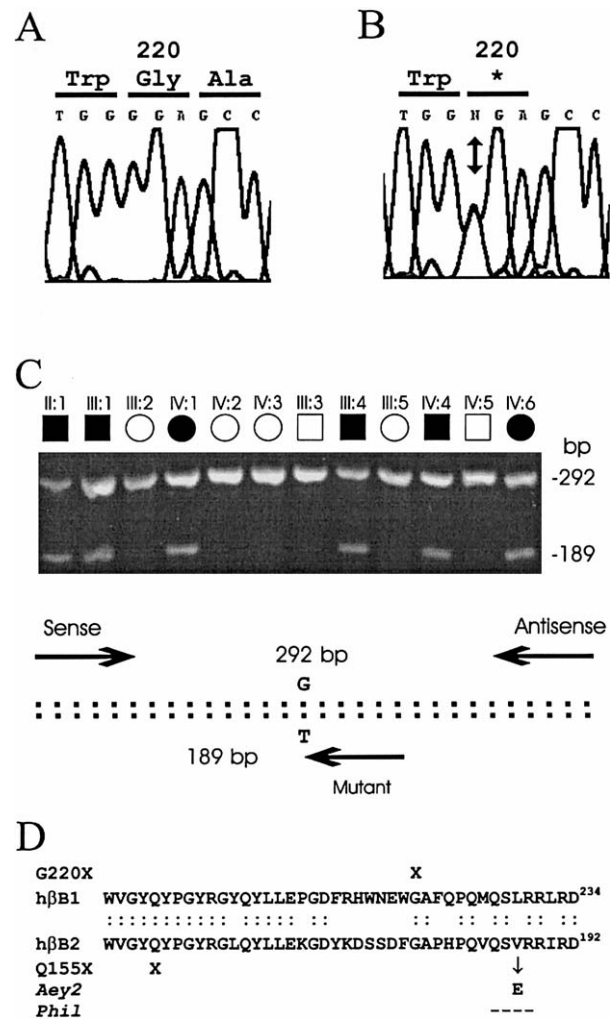 A
220
Trp Gly Ala
T G G G G A G C C
B
220
Trp *
T G G N G A G C C
C
II:1 III:1 III:2 IV:1 IV:2 IV:3 III:3 III:4 III:5 IV:4 IV:5 IV:6
bp
-292
-189
Sense Antisense
292 bp
G
T
189 bp
Mutant
D
G220X X
hβB1 WVGYQYPGYRGYQYLLEPGDFRHWNEWGAFQPQMQSLRRLRD234
:::::::::::: :::::: :: :: :: :: ::
hβB2 WVGYQYPGYRGLQYLLEKGDYKDSSDFGAPHPQVQSVRRIRD192
Q155X X ↓
Aey2 E
Phil ----